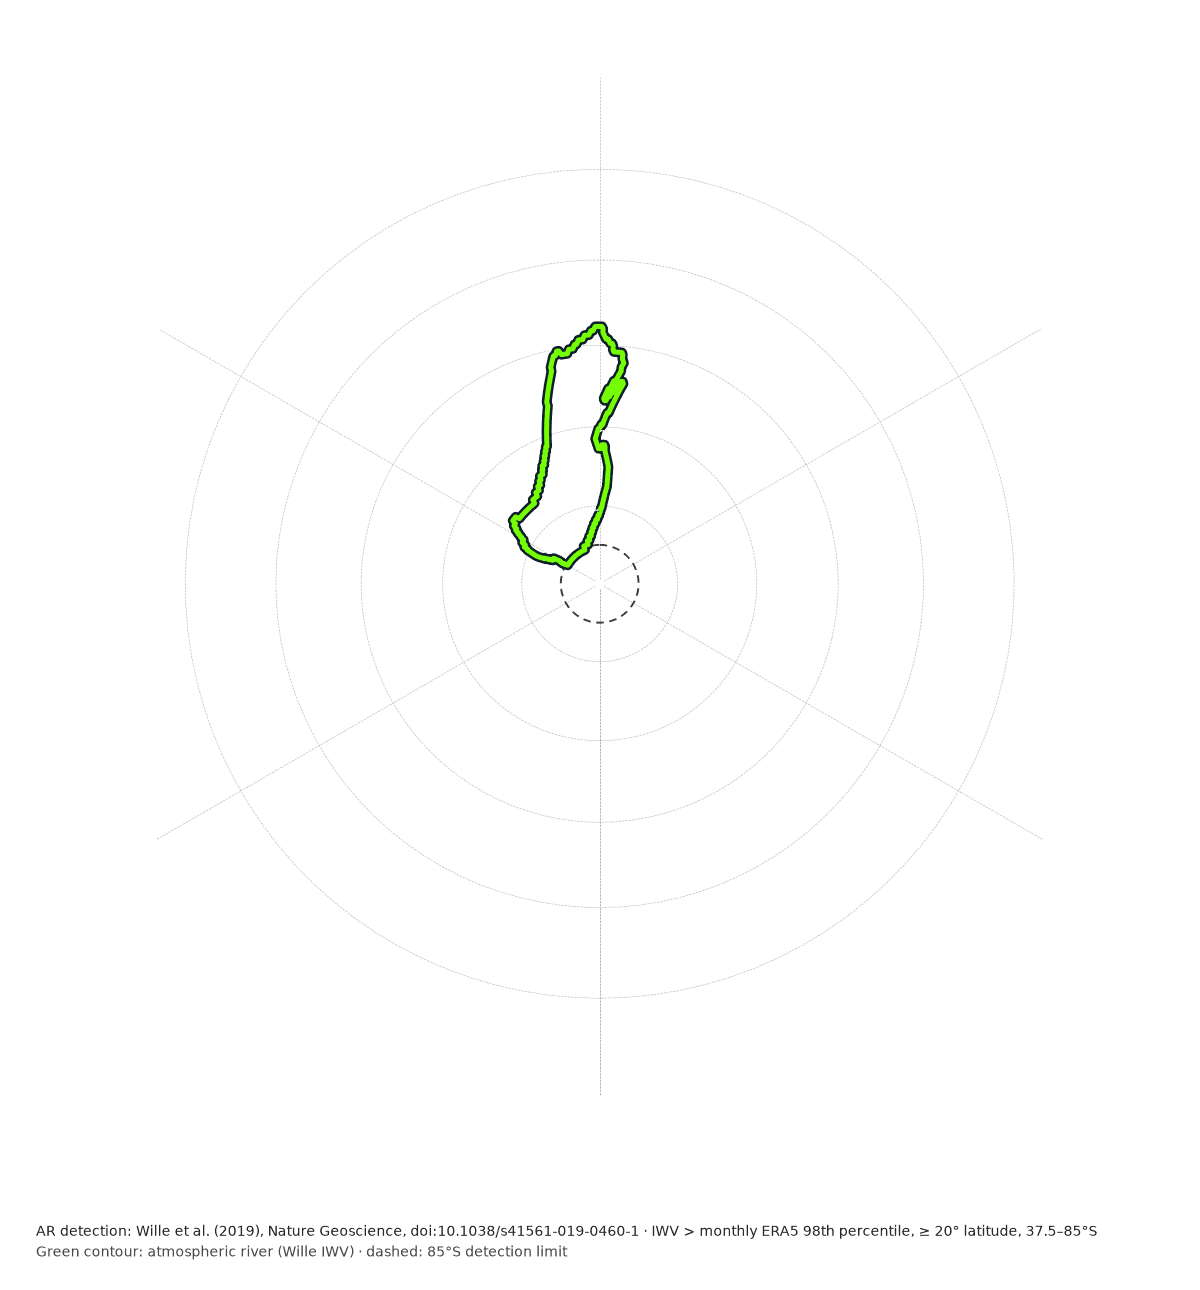 AR detection: Wille et al. (2019), Nature Geoscience, doi:10.1038/s41561-019-0460-1 · IWV > monthly ERA5 98th percentile, ≥ 20° latitude, 37.5–85°S
Green contour: atmospheric river (Wille IWV) · dashed: 85°S detection limit